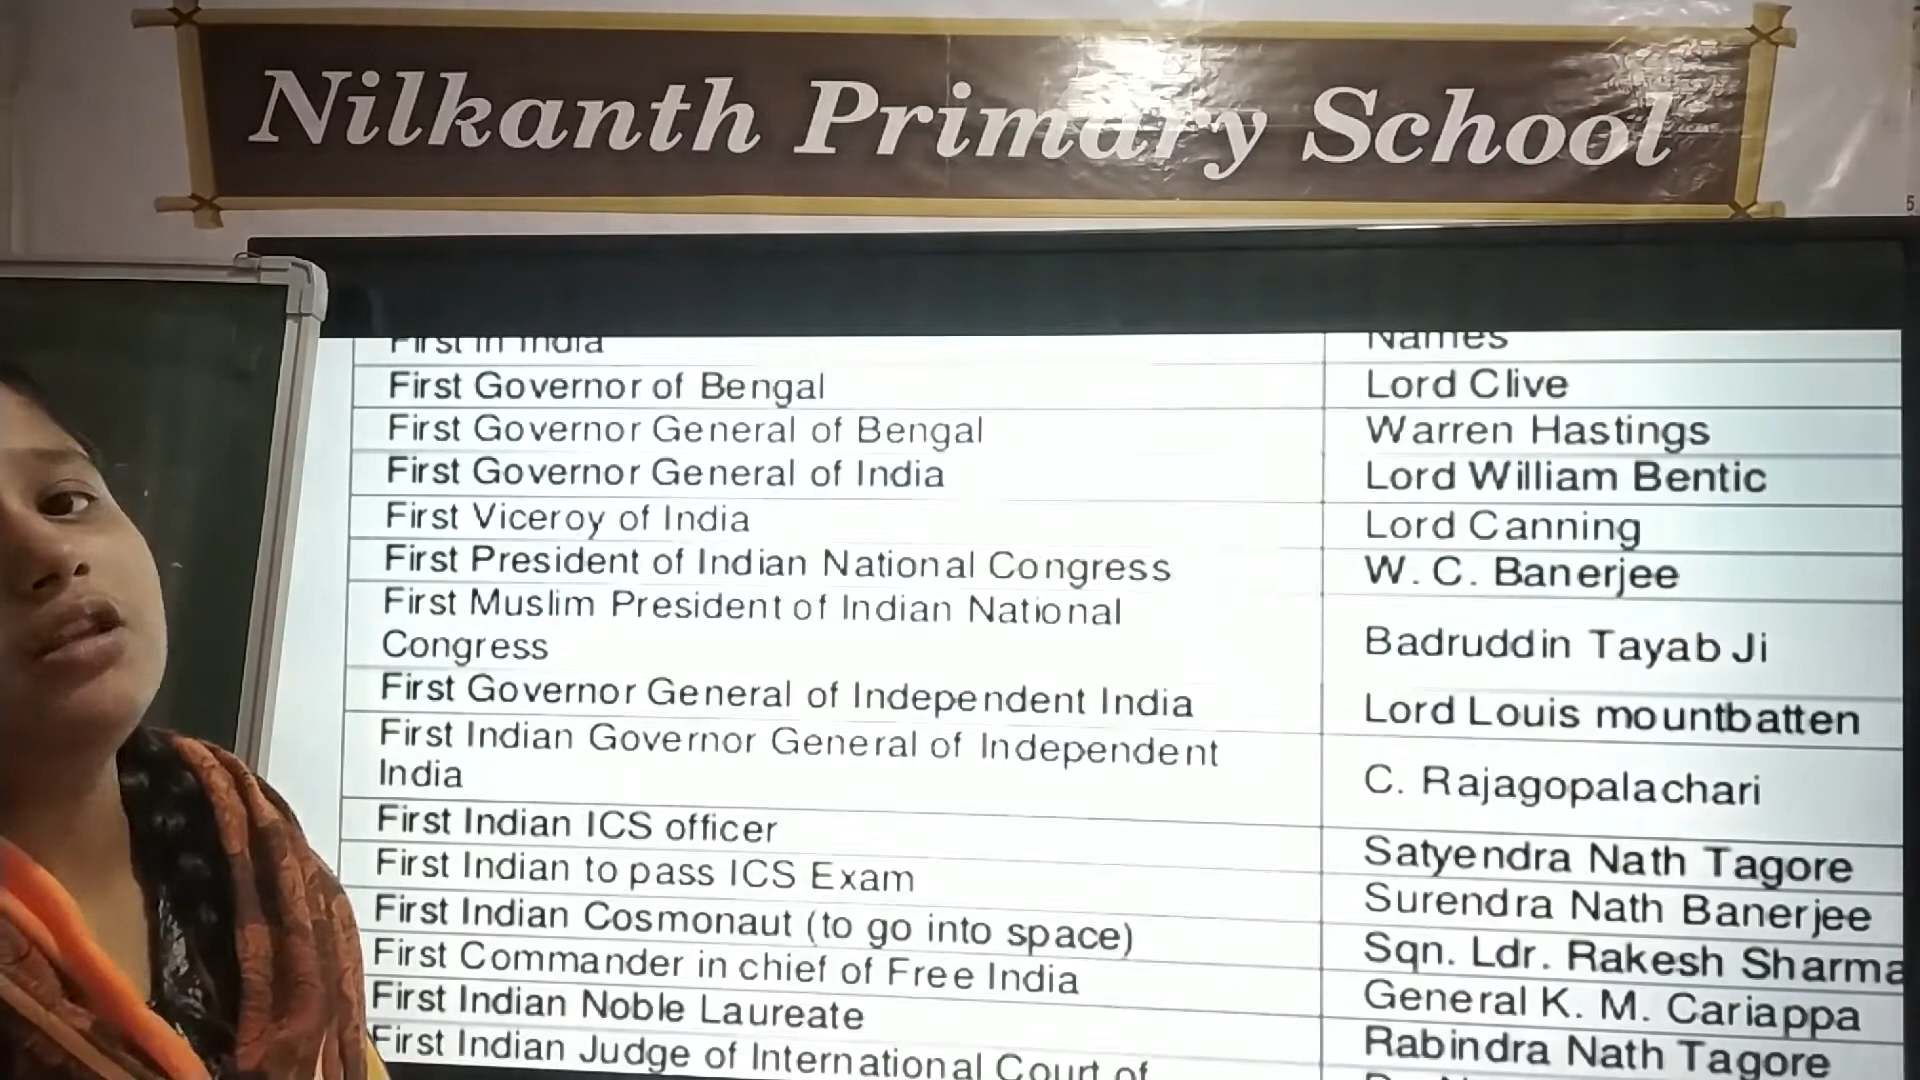 Nilkanth Primary School
First in India Names
First Governor of Bengal Lord Clive
First Governor General of Bengal Warren Hastings
First Governor General of India Lord William Bentic
First Viceroy of India Lord Canning
First President of Indian National Congress W. C. Banerjee
First Muslim President of Indian National
Congress Badruddin Tayab Ji
First Governor General of Independent India Lord Louis mountbatten
First Indian Governor General of Independent
India C. Rajagopalachari
First Indian ICS officer Satyendra Nath Tagore
First Indian to pass ICS Exam Surendra Nath Banerjee
First Indian Cosmonaut (to go into space) Sqn. Ldr. Rakesh Sharma
First Commander in chief of Free India General K. M. Cariappa
First Indian Noble Laureate Rabindra Nath Tagore
First Indian Judge of International Court of
5